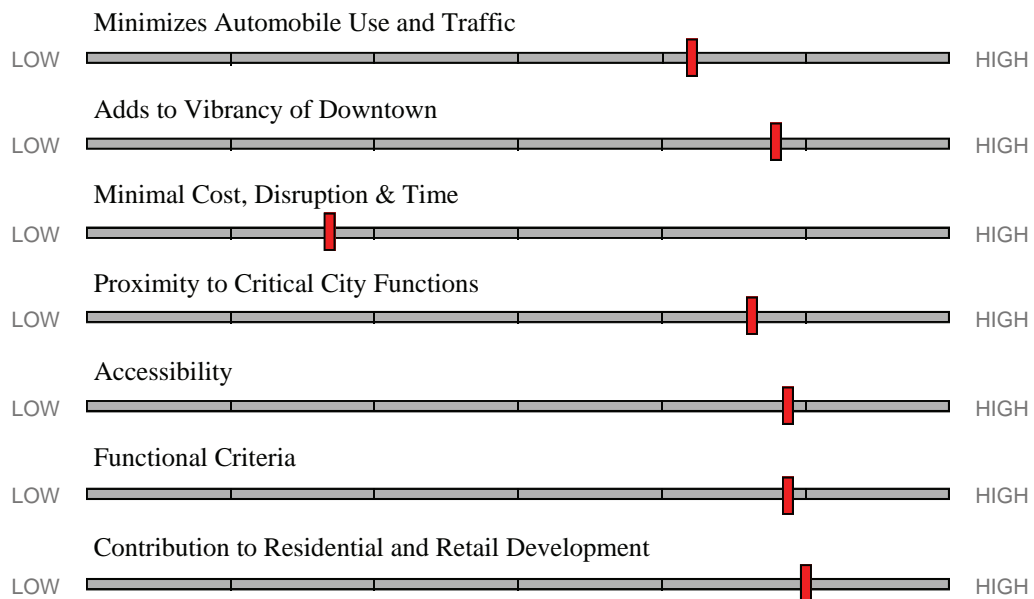 Minimizes Automobile Use and Traffic
LOW HIGH
Adds to Vibrancy of Downtown
LOW HIGH
Minimal Cost, Disruption & Time
LOW HIGH
Proximity to Critical City Functions
LOW HIGH
Accessibility
LOW HIGH
Functional Criteria
LOW HIGH
Contribution to Residential and Retail Development
LOW HIGH